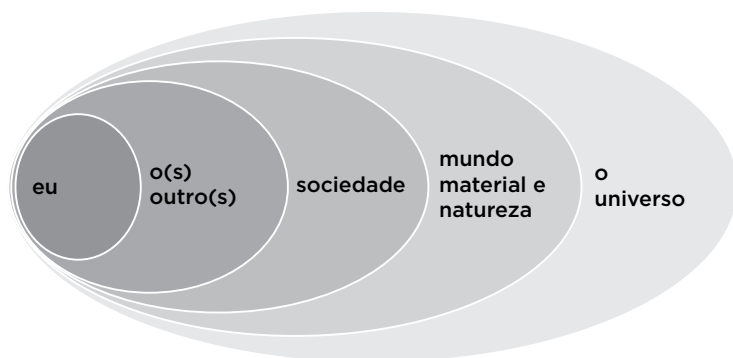 eu
o(s)
outro(s)
sociedade
mundo
material e
natureza
o
universo